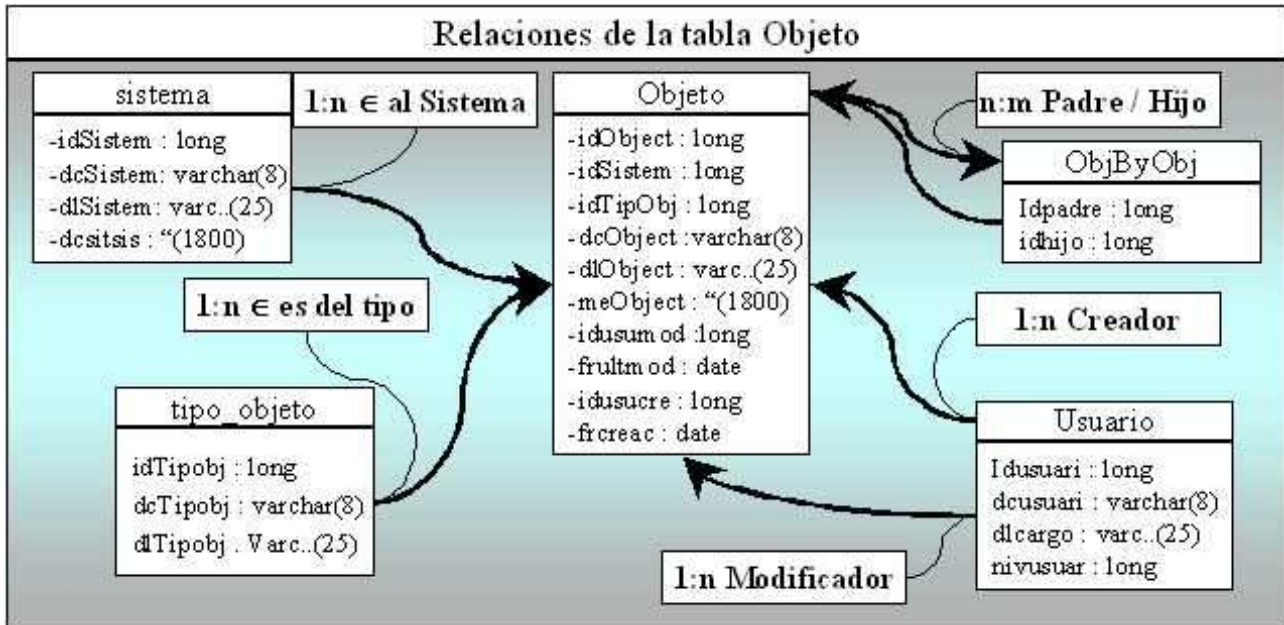 Relaciones de la tabla Objeto
sistema
-idSistem : long
-dcSistem: varchar(8)
-dlSistem: varc..(25)
-dcsitsis : “(1800)
1:n ∈ al Sistema
Objeto
-idObject : long
-idSistem : long
-idTipObj : long
-dcObject :varchar(8)
-dlObject : varc..(25)
-meObject : “(1800)
-idusumod :long
-frultmod : date
-idusucre : long
-frcreac : date
n:m Padre / Hijo
ObjByObj
Idpadre : long
idhijo : long
1:n ∈ es del tipo
1:n Creador
tipo_objeto
idTipobj : long
dcTipobj : varchar(8)
dlTipobj . Varc..(25)
Usuario
Idusuari : long
dcusuari : varchar(8)
dlcargo : varc..(25)
nivusuar : long
1:n Modificador